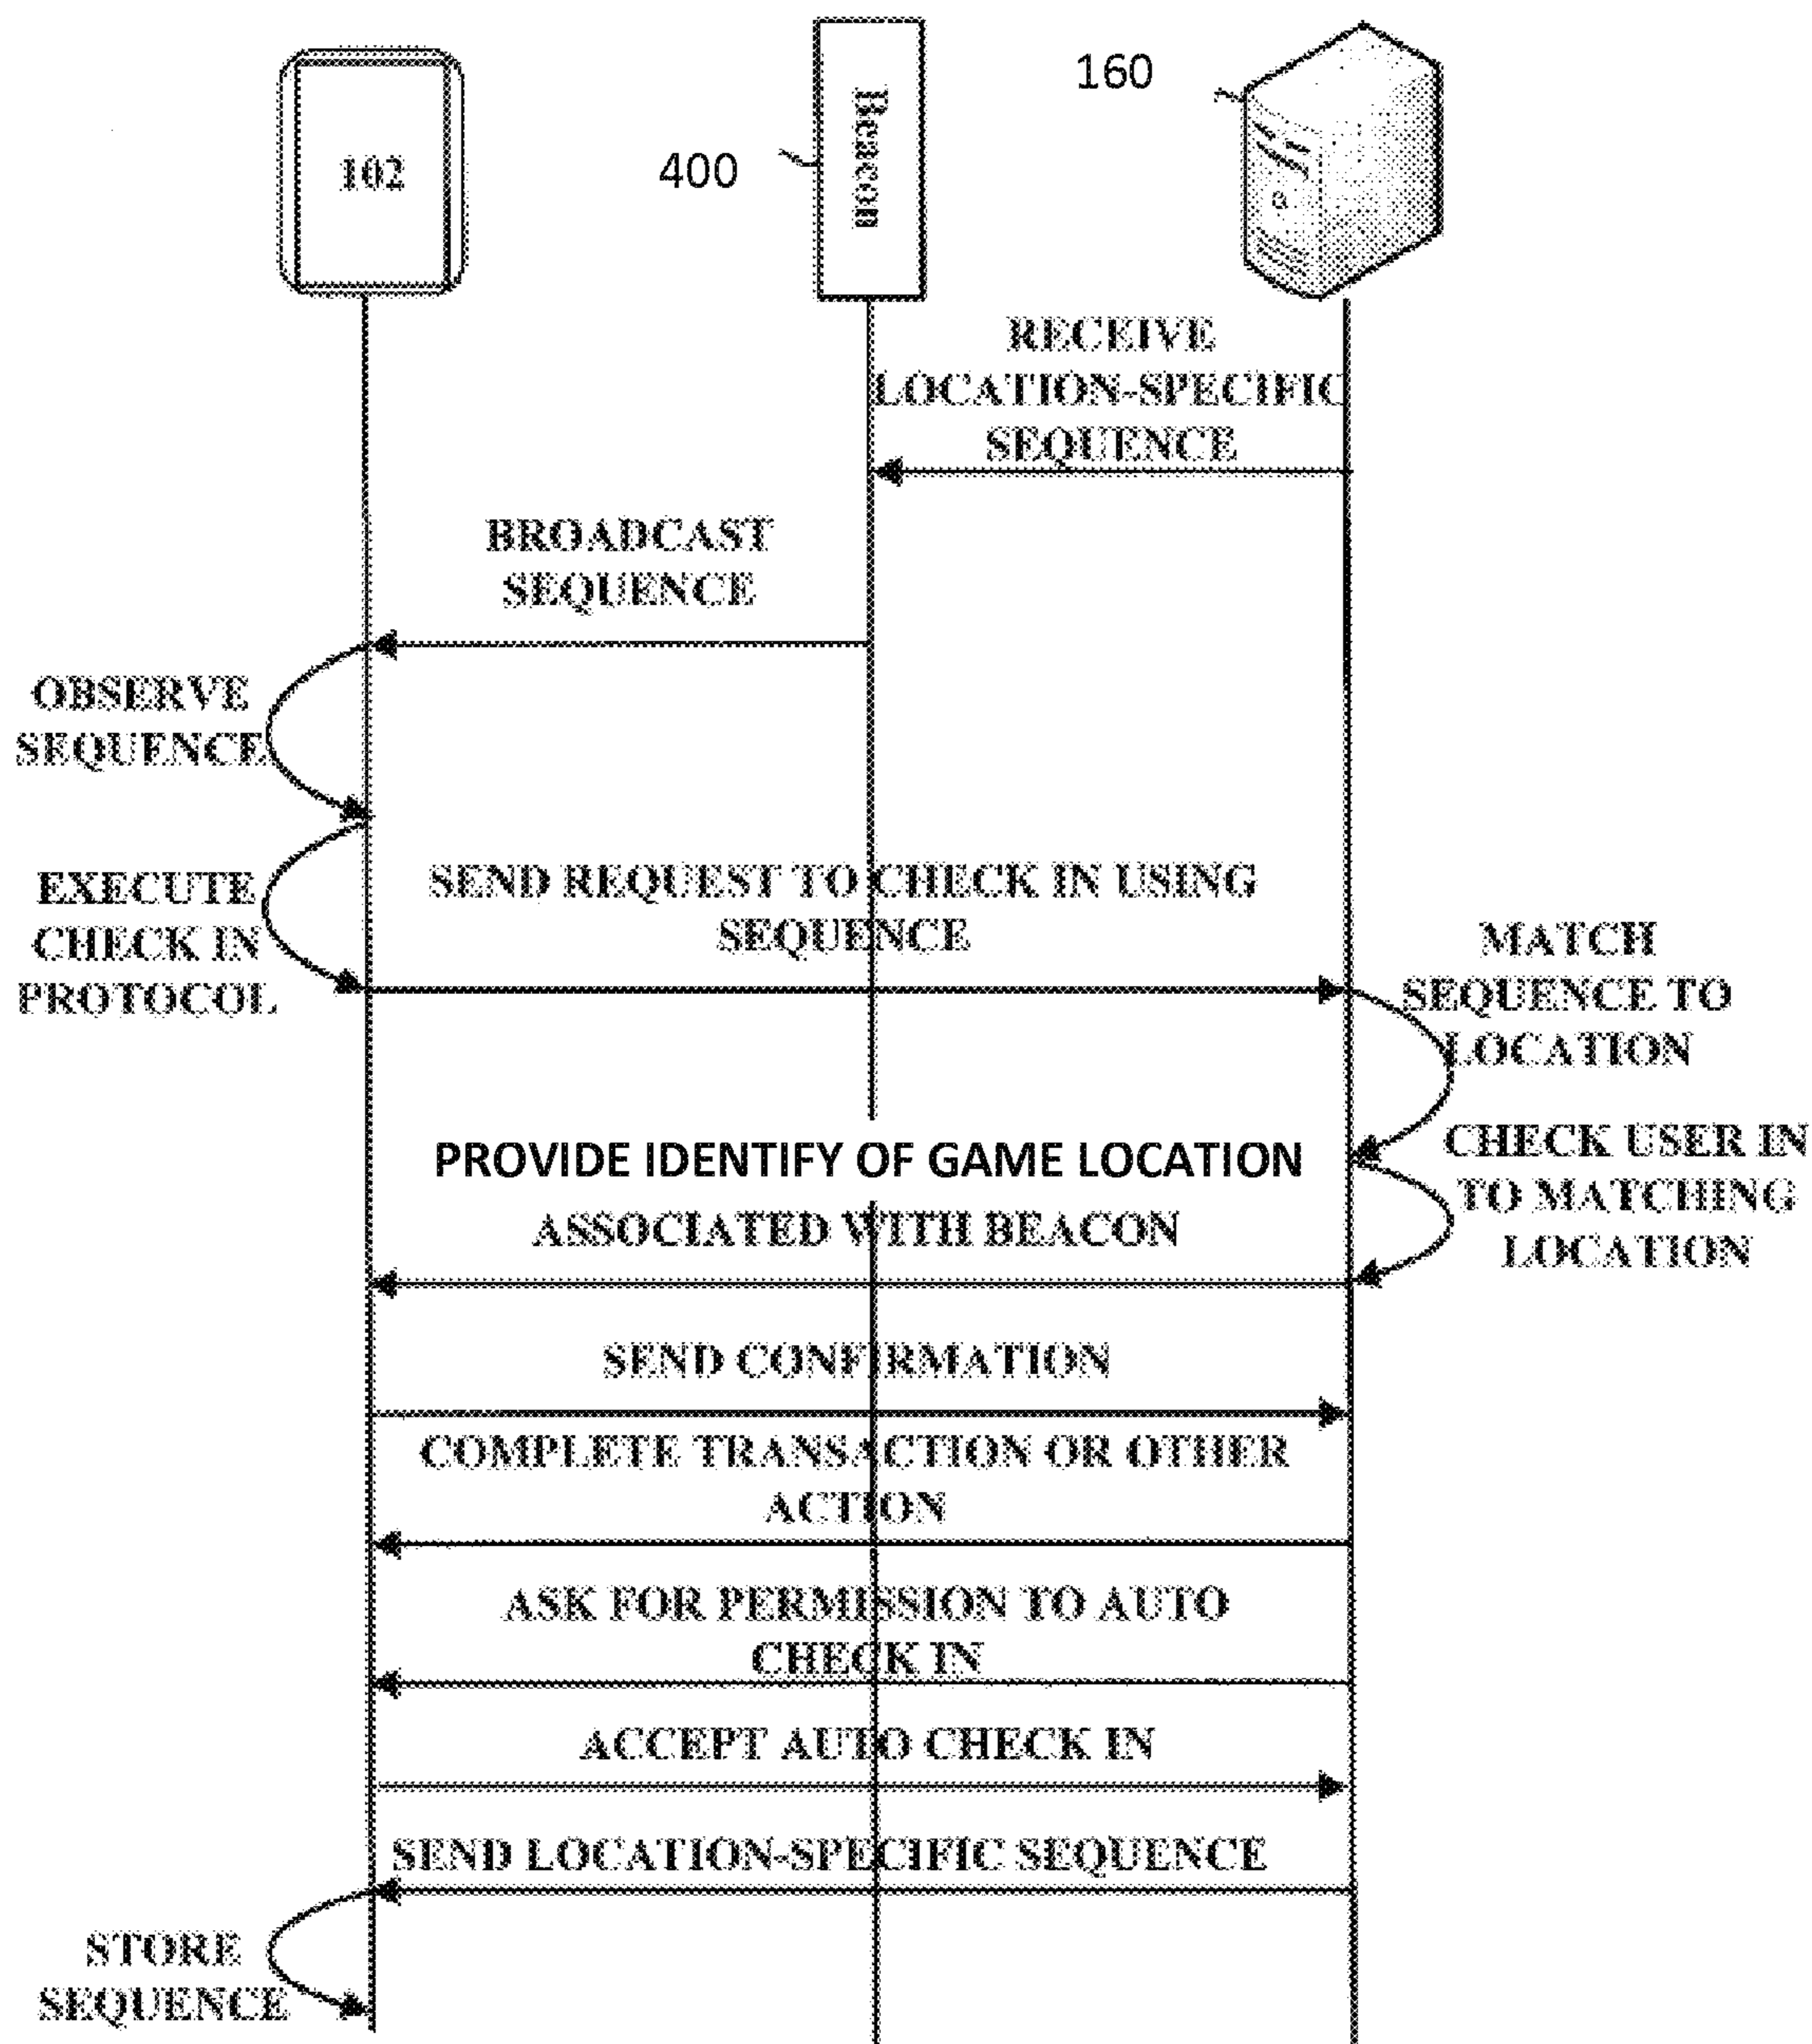 160
102
400
Beacon
RECEIVE
LOCATION-SPECIFIC
SEQUENCE
BROADCAST
SEQUENCE
OBSERVE
SEQUENCE
EXECUTE
CHECK IN
PROTOCOL
SEND REQUEST TO CHECK IN USING
SEQUENCE
MATCH
SEQUENCE TO
LOCATION
PROVIDE IDENTIFY OF GAME LOCATION
ASSOCIATED WITH BEACON
CHECK USER IN
TO MATCHING
LOCATION
SEND CONFIRMATION
COMPLETE TRANSACTION OR OTHER
ACTION
ASK FOR PERMISSION TO AUTO
CHECK IN
ACCEPT AUTO CHECK IN
SEND LOCATION-SPECIFIC SEQUENCE
STORE
SEQUENCE